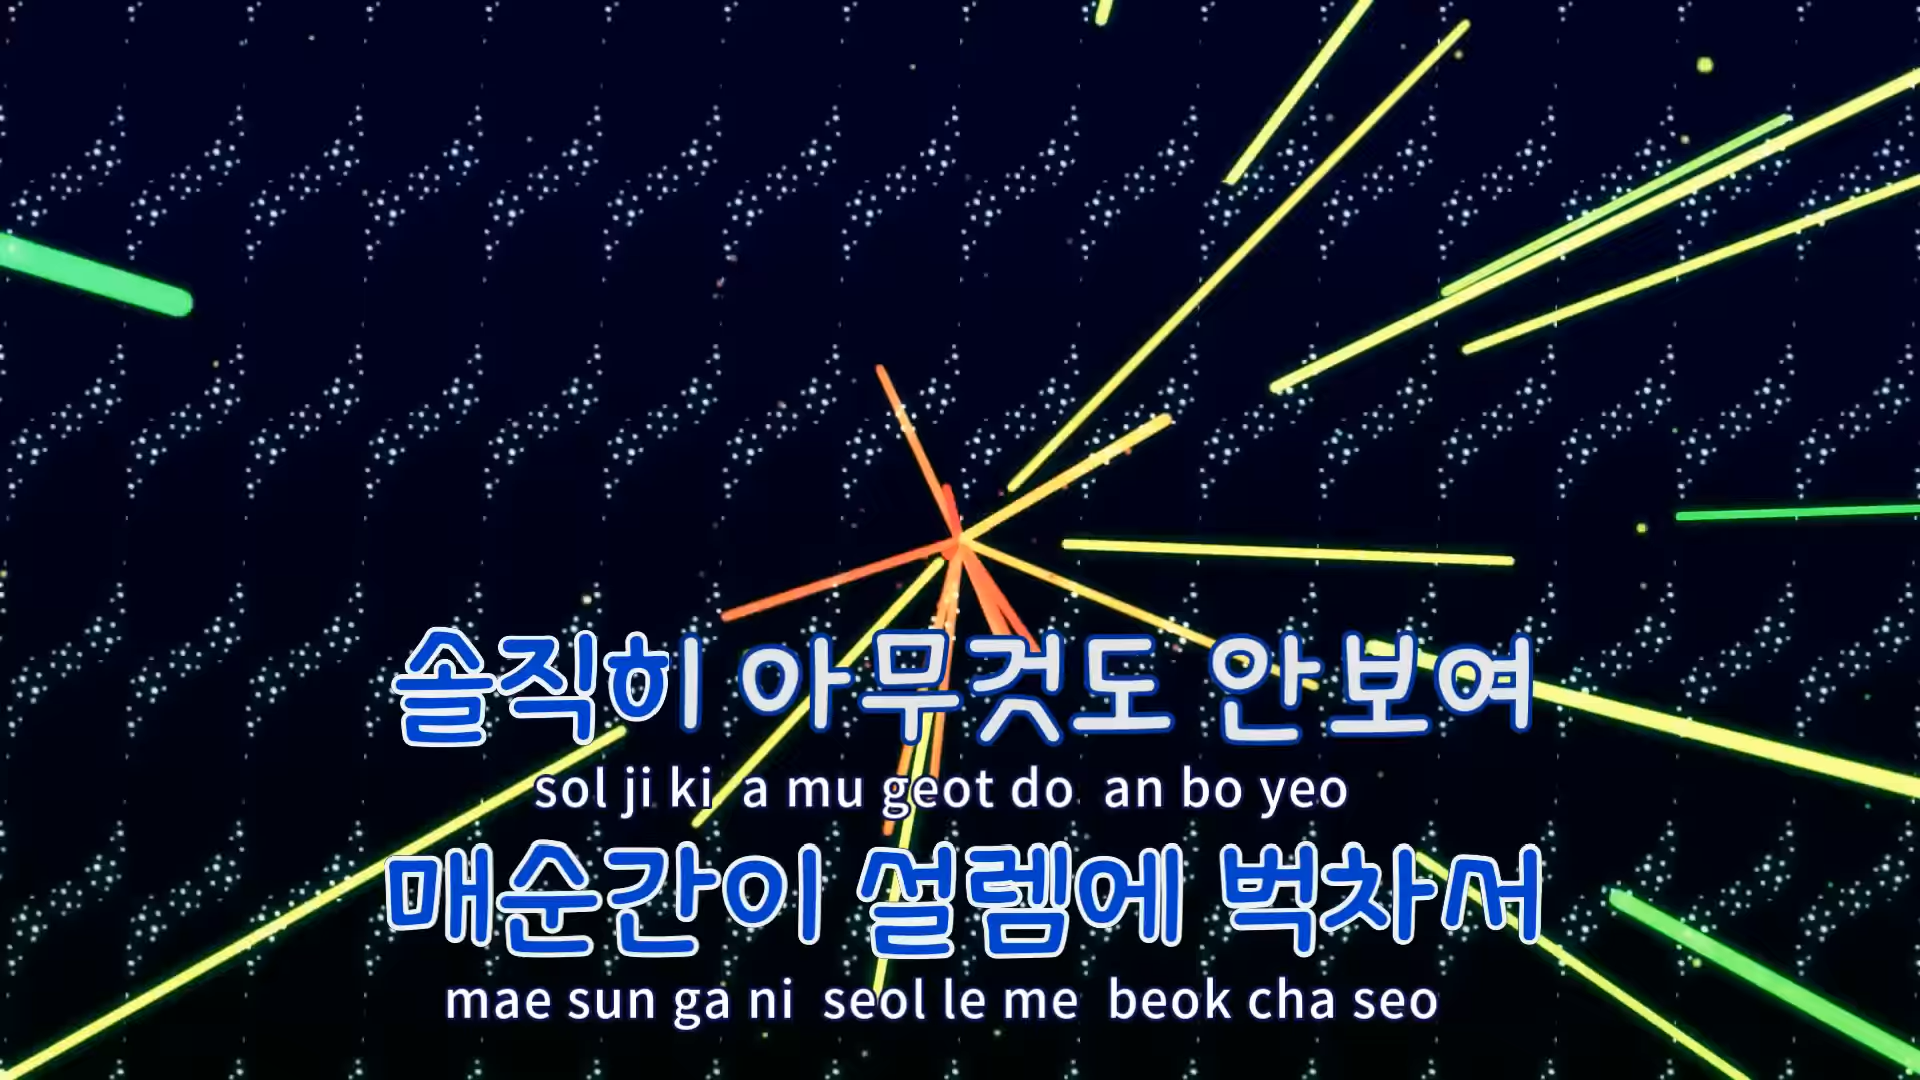 솔직히 아무것도 안보여
sol ji ki a mu geot do an bo yeo
매순간이 설렘에 벅차서
mae sun ga ni seol le me beok cha seo